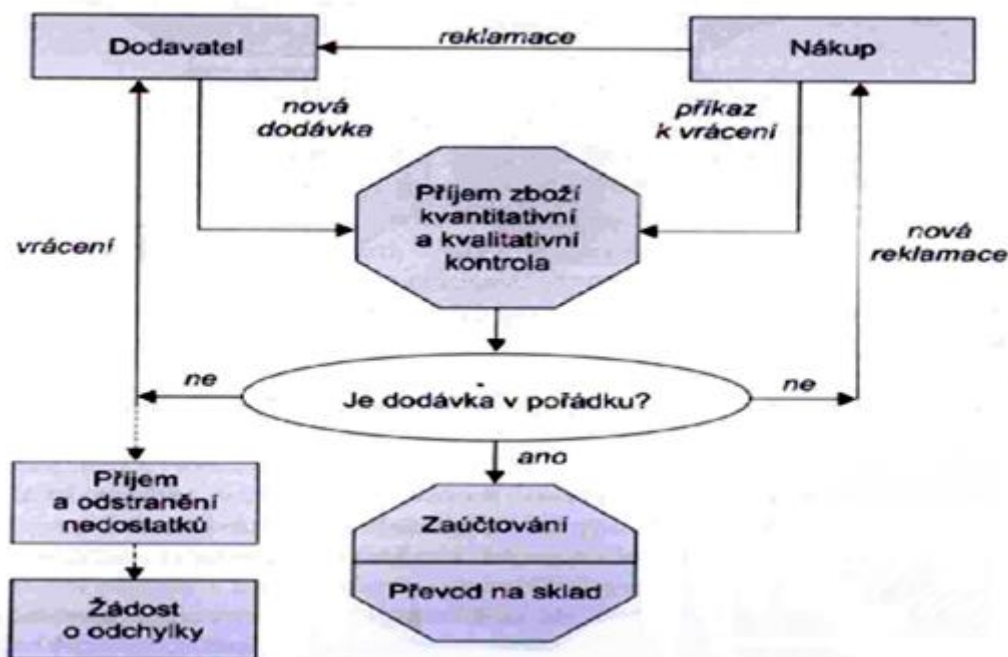 Dodavatel
reklamace
Nákup
nová
dodávka
příkaz
k vrácení
Příjem zboží
kvantitativní
a kvalitativní
kontrola
vrácení
nová
reklamace
ne
Je dodávka v pořádku?
ne
ano
Příjem
a odstranění
nedostatků
Zaúčtování
Převod na sklad
Žádost
o odchylky